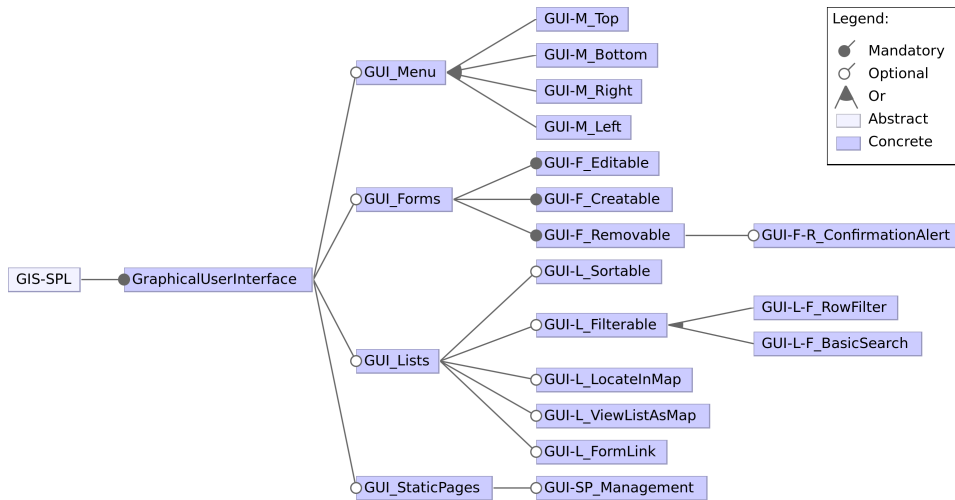 GUI-M_Top
GUI-M_Bottom
GUI_Menu
GUI-M_Right
GUI-M_Left
GUI-F_Editable
GUI_Forms
GUI-F_Creatable
GUI-F_Removable
GUI-F-R_ConfirmationAlert
GIS-SPL
GraphicalUserInterface
GUI-L_Sortable
GUI-L-F_RowFilter
GUI-L_Filterable
GUI-L-F_BasicSearch
GUI_Lists
GUI-L_LocateInMap
GUI-L_ViewListAsMap
GUI-L_FormLink
GUI_StaticPages
GUI-SP_Management
Legend:
Mandatory
Optional
Or
Abstract
Concrete